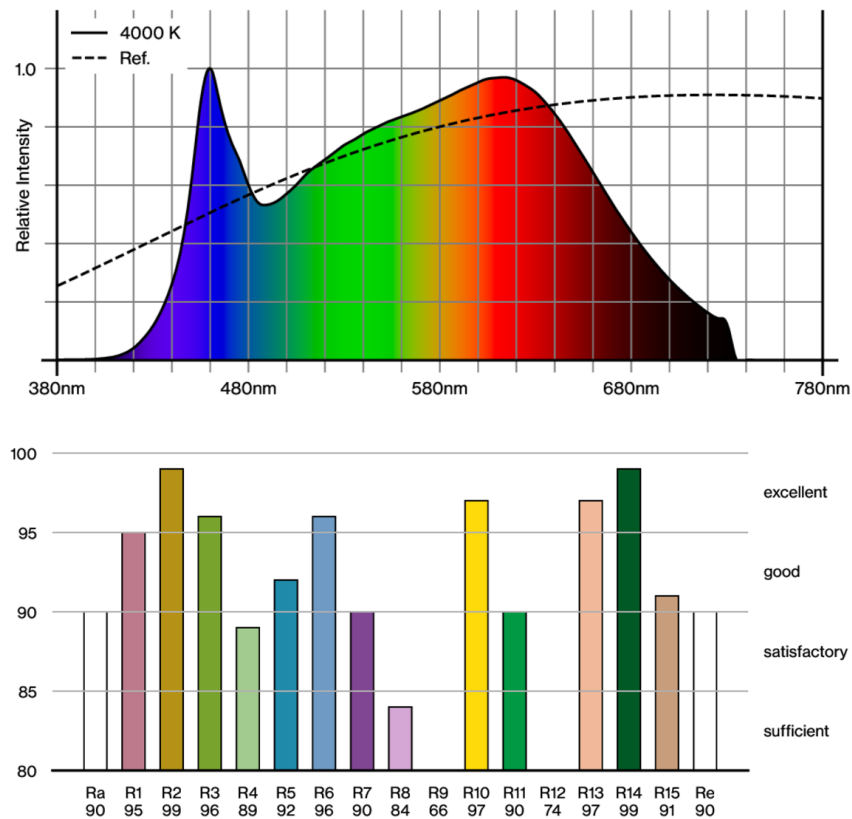 4000 K
Ref.
1.0
Relative Intensity
380nm 480nm 580nm 680nm 780nm
100
excellent
95
good
90
satisfactory
85
sufficient
80
Ra R1 R2 R3 R4 R5 R6 R7 R8 R9 R10 R11 R12 R13 R14 R15 Re
90 95 99 96 89 92 96 90 84 66 97 90 74 97 99 91 90